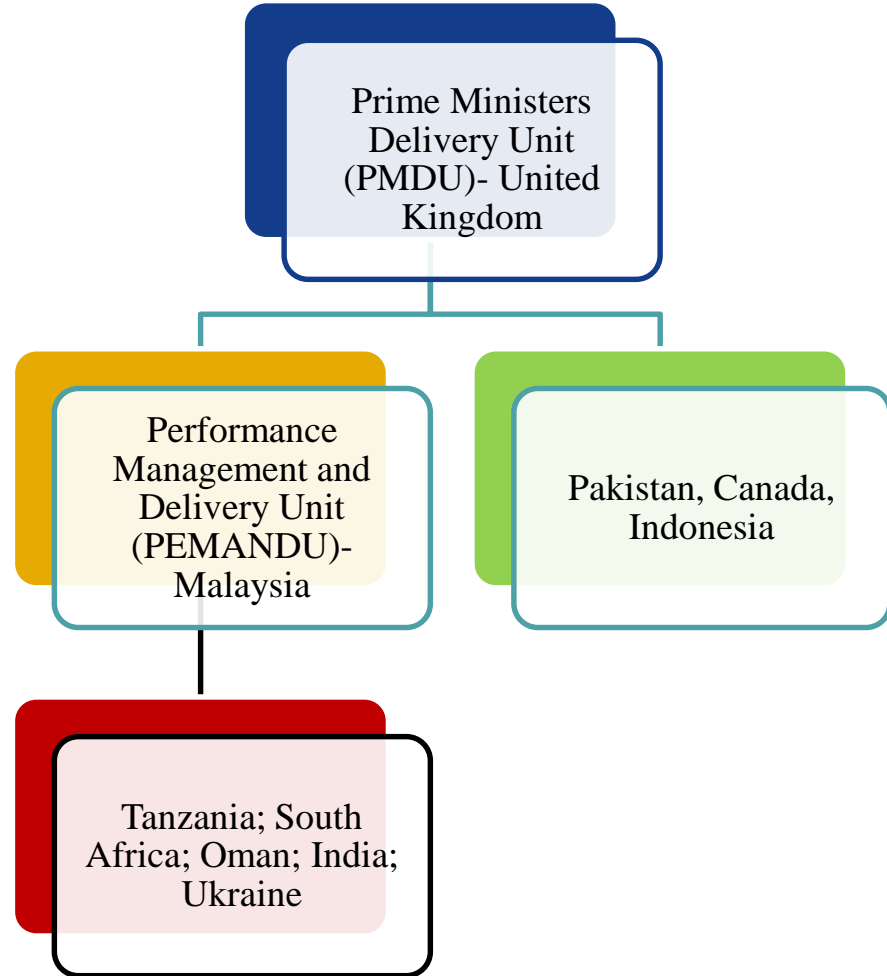 Prime Ministers
Delivery Unit
(PMDU)- United
Kingdom
Performance
Management and
Delivery Unit
(PEMANDU)-
Malaysia
Pakistan, Canada,
Indonesia
Tanzania; South
Africa; Oman; India;
Ukraine